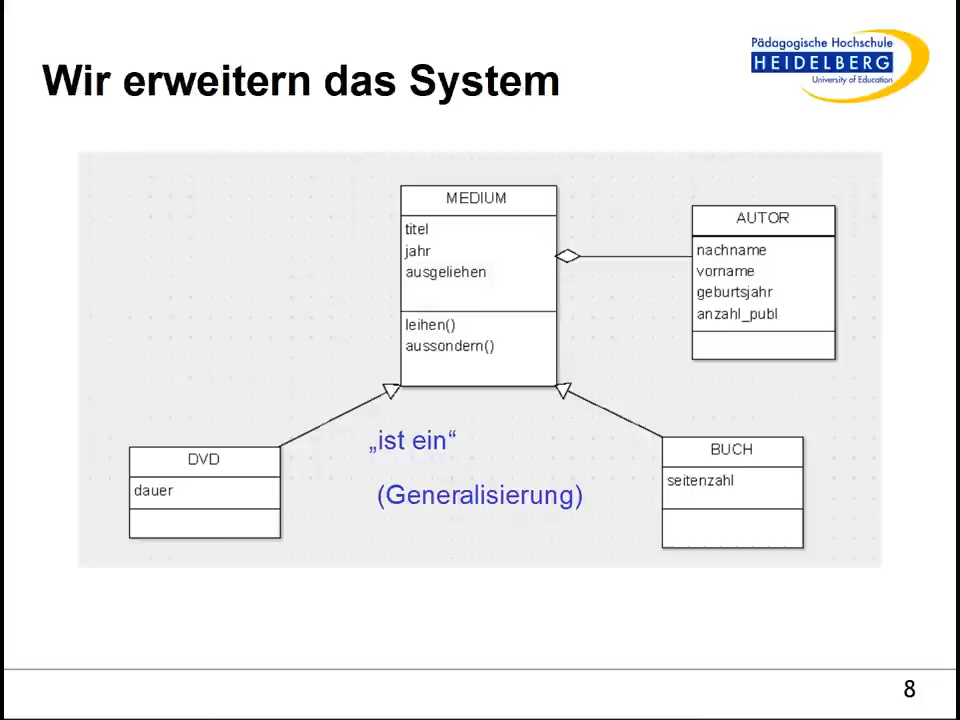 Wir erweitern das System
Pädagogische Hochschule
HEIDELBERG
University of Education
MEDIUM
titel
jahr
ausgeliehen
leihen()
aussondern()
AUTOR
nachname
vorname
geburtsjahr
anzahl_publ
DVD
dauer
„ist ein“
(Generalisierung)
BUCH
seitenzahl
8